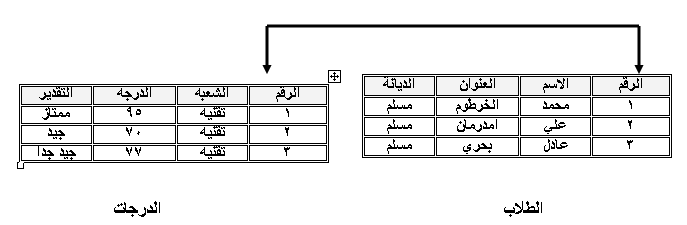 الرقم الاسم العنوان الديانة
١ محمد الخرطوم مسلم
٢ علي امدرمان مسلم
٣ عادل بحري مسلم
الطلاب
الرقم الشعبه الدرجه التقدير
١ تقنيه ٩٥ ممتاز
٢ تقنيه ٧٠ جيد
٣ تقنيه ٧٧ جيد جدا
الدرجات